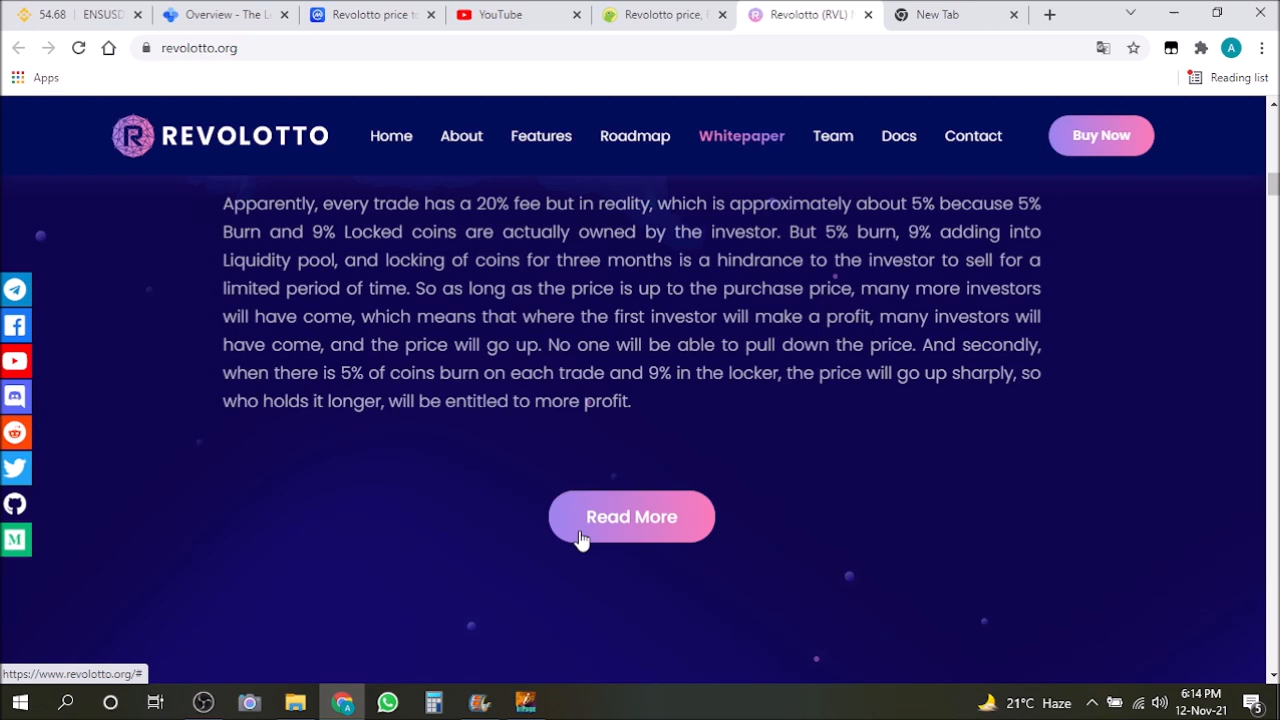 54.68 ENSUSD
Overview - The L
Revolotto price to
YouTube
Revolotto price,
Revolotto (RVL)
New Tab
revolotto.org
A
Apps
Reading list
REVOLOTTO
Home
About
Features
Roadmap
Whitepaper
Team
Docs
Contact
Buy Now
Apparently, every trade has a 20% fee but in reality, which is approximately about 5% because 5%
Burn and 9% Locked coins are actually owned by the investor. But 5% burn, 9% adding into
Liquidity pool, and locking of coins for three months is a hindrance to the investor to sell for a
limited period of time. So as long as the price is up to the purchase price, many more investors
will have come, which means that where the first investor will make a profit, many investors will
have come, and the price will go up. No one will be able to pull down the price. And secondly,
when there is 5% of coins burn on each trade and 9% in the locker, the price will go up sharply, so
who holds it longer, will be entitled to more profit.
Read More
https://www.revolotto.org/#
21°C Haze
6:14 PM
12-Nov-21
5